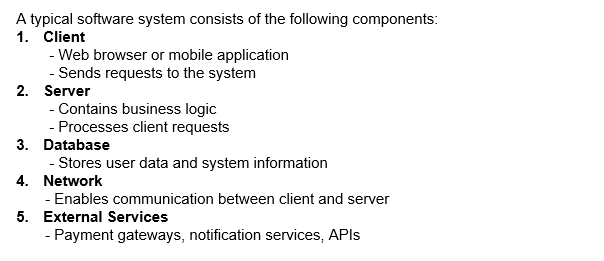 A typical software system consists of the following components:
1. Client
- Web browser or mobile application
- Sends requests to the system
2. Server
- Contains business logic
- Processes client requests
3. Database
- Stores user data and system information
4. Network
- Enables communication between client and server
5. External Services
- Payment gateways, notification services, APIs